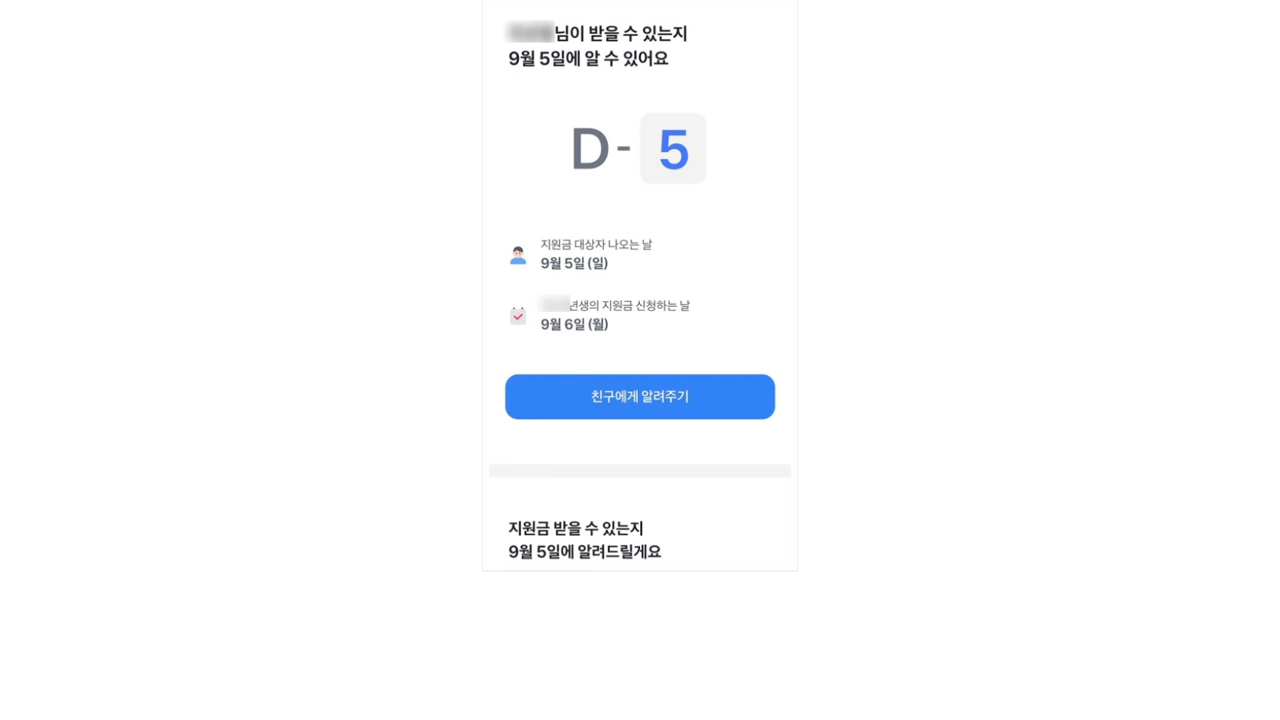 님이 받을 수 있는지
9월 5일에 알 수 있어요
D-5
지원금 대상자 나오는 날
9월 5일 (일)
년생의 지원금 신청하는 날
9월 6일 (월)
친구에게 알려주기
지원금 받을 수 있는지
9월 5일에 알려드릴게요